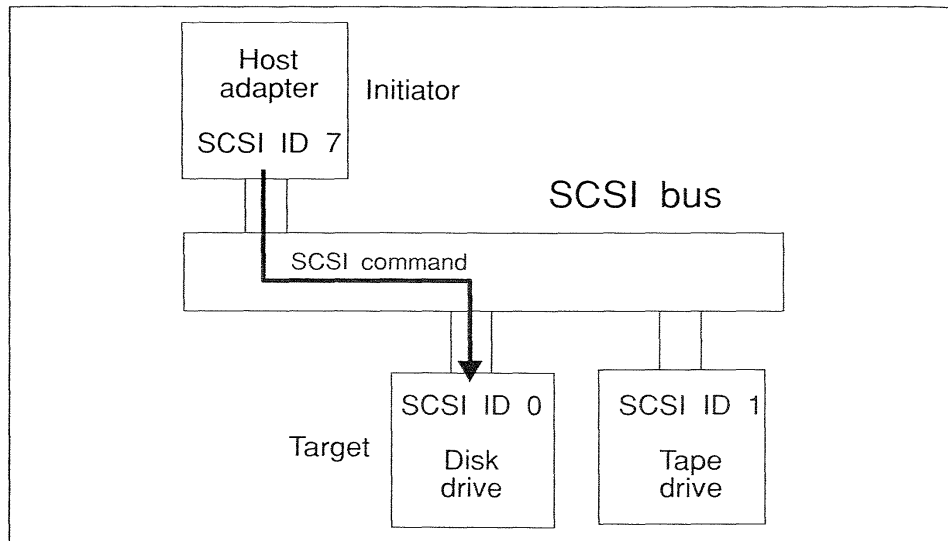 Host
adapter
SCSI ID 7
Initiator
SCSI bus
SCSI command
SCSI ID 0
Disk
drive
Target
SCSI ID 1
Tape
drive